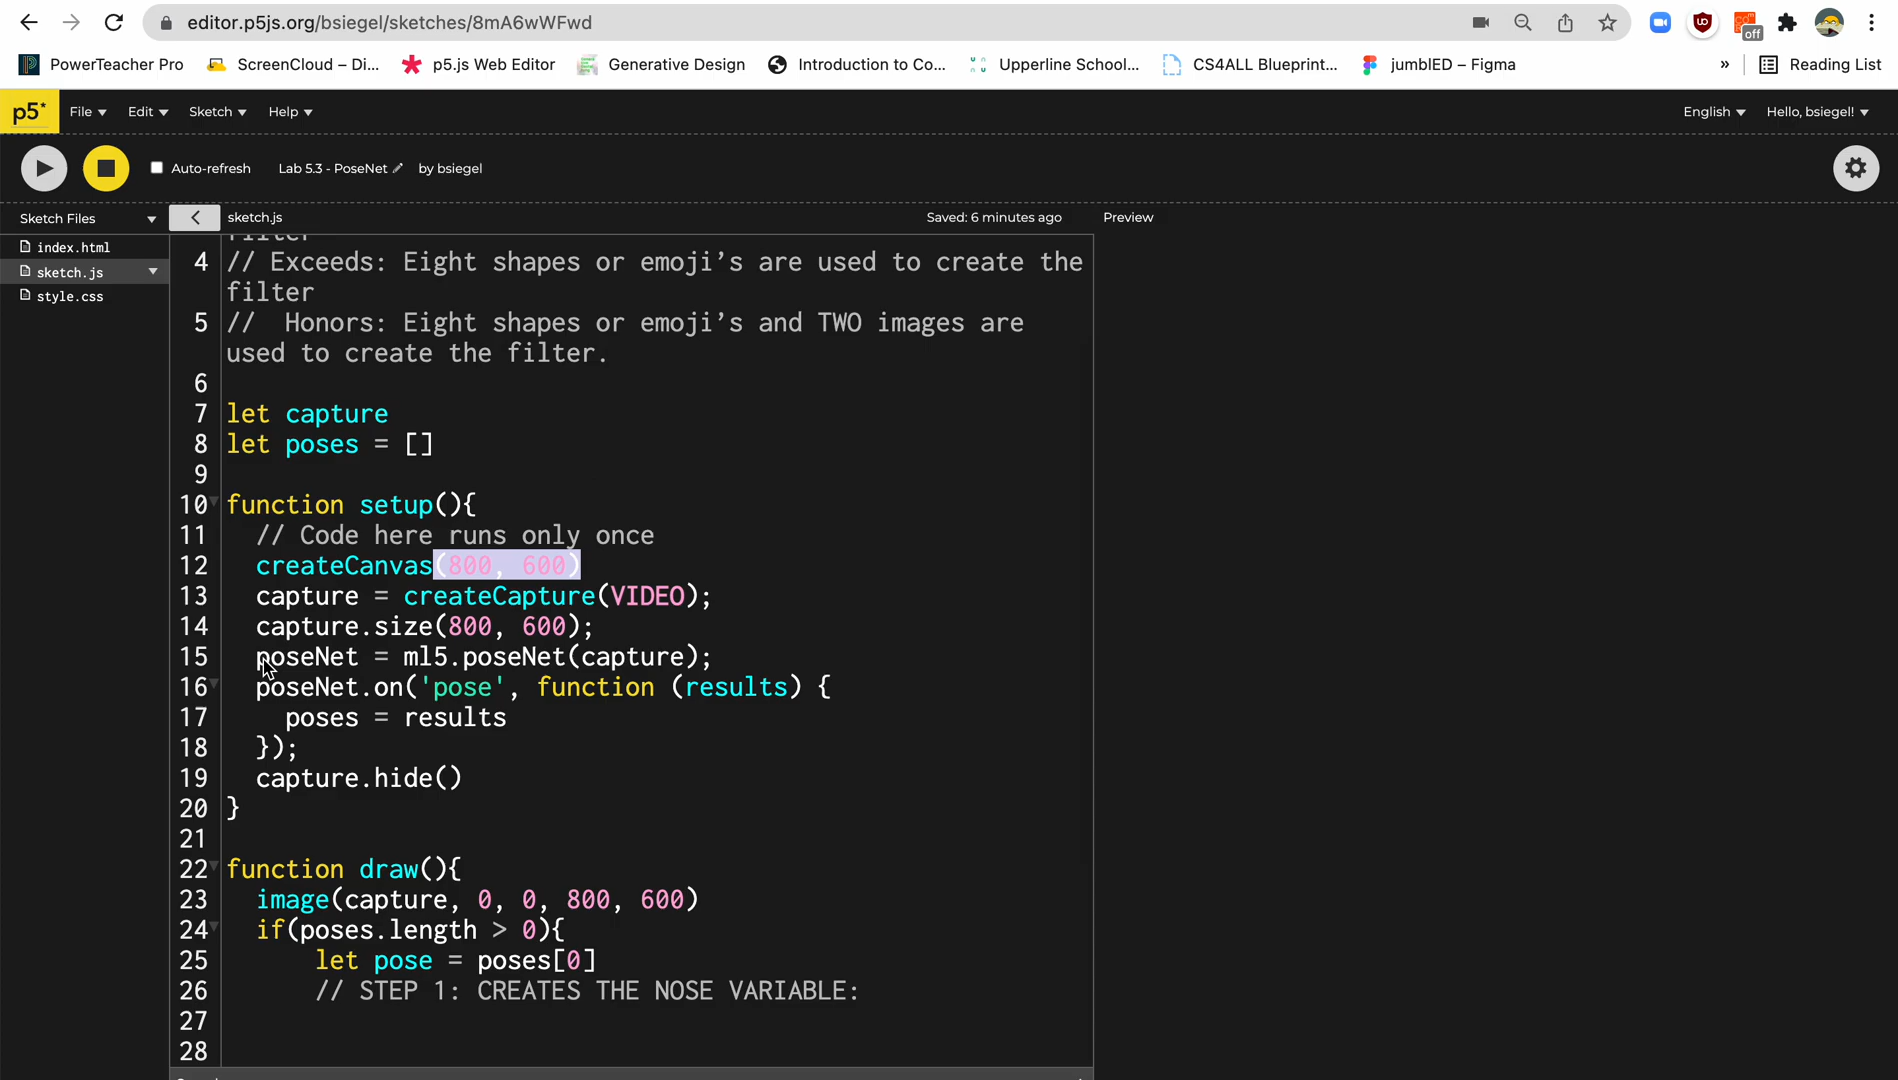 editor.p5js.org/bsiegel/sketches/8mA6wWFwd
off
PowerTeacher Pro ScreenCloud – Di... p5.js Web Editor Generative Design Introduction to Co... Upperline School... CS4ALL Blueprint... jumblED – Figma » Reading List
p5* File Edit Sketch Help English Hello, bsiegel!
Auto-refresh Lab 5.3 - PoseNet by bsiegel
Sketch Files sketch.js Saved: 6 minutes ago Preview
index.html
sketch.js
style.css
filter
4 // Exceeds: Eight shapes or emoji’s are used to create the
filter
5 //  Honors: Eight shapes or emoji’s and TWO images are
used to create the filter.
6
7 let capture
8 let poses = []
9
10 function setup(){
11 // Code here runs only once
12 createCanvas(800, 600)
13 capture = createCapture(VIDEO);
14 capture.size(800, 600);
15 poseNet = ml5.poseNet(capture);
16 poseNet.on('pose', function (results) {
17 poses = results
18 });
19 capture.hide()
20 }
21
22 function draw(){
23 image(capture, 0, 0, 800, 600)
24 if(poses.length > 0){
25 let pose = poses[0]
26 // STEP 1: CREATES THE NOSE VARIABLE:
27
28